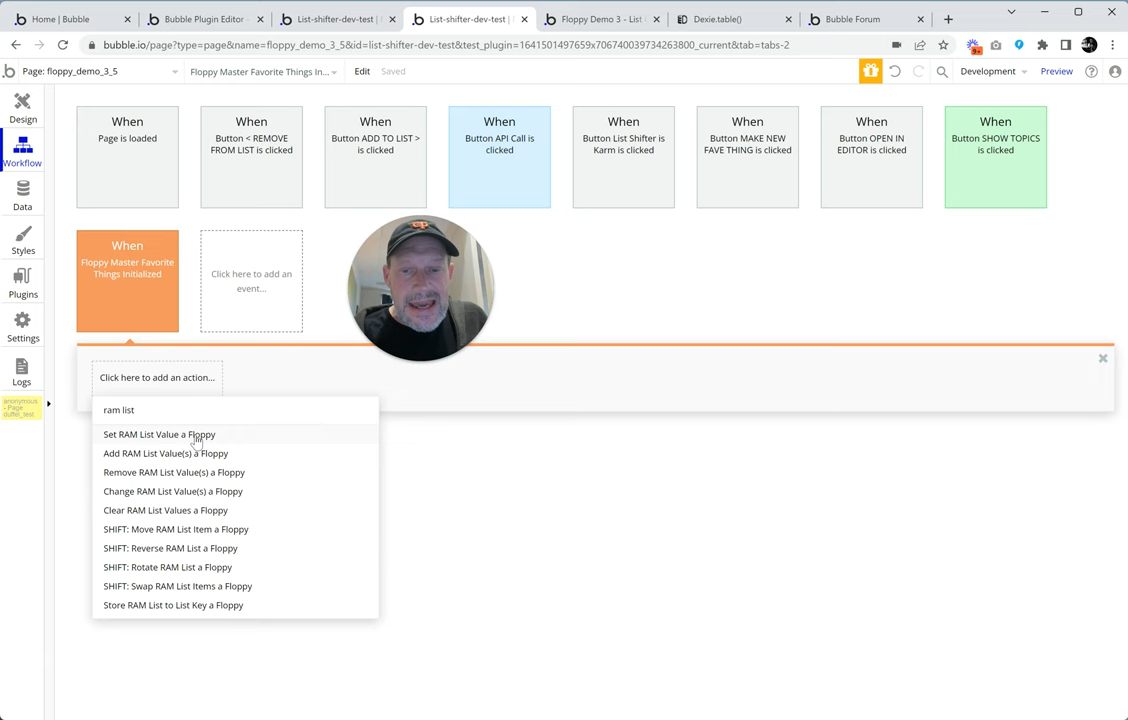 Home | Bubble
Bubble Plugin Editor -
List-shifter-dev-test |
List-shifter-dev-test |
Floppy Demo 3 - List
Dexie.table()
Bubble Forum
bubble.io/page?type=page&name=floppy_demo_3_5&id=list-shifter-dev-test&test_plugin=1641501497659x706740039734263800_current&tab=tabs-2
9+
Page: floppy_demo_3_5
Floppy Master Favorite Things In...
Edit
Saved
Development
Preview
Design
Workflow
Data
Styles
Plugins
Settings
Logs
anonymous
- Page
duffel_test
When
Page is loaded
When
Button < REMOVE
FROM LIST is clicked
When
Button ADD TO LIST >
is clicked
When
Button API Call is
clicked
When
Button List Shifter is
Karm is clicked
When
Button MAKE NEW
FAVE THING is clicked
When
Button OPEN IN
EDITOR is clicked
When
Button SHOW TOPICS
is clicked
When
Floppy Master Favorite
Things Initialized
Click here to add an
event...
Click here to add an action...
ram list
Set RAM List Value a Floppy
Add RAM List Value(s) a Floppy
Remove RAM List Value(s) a Floppy
Change RAM List Value(s) a Floppy
Clear RAM List Values a Floppy
SHIFT: Move RAM List Item a Floppy
SHIFT: Reverse RAM List a Floppy
SHIFT: Rotate RAM List a Floppy
SHIFT: Swap RAM List Items a Floppy
Store RAM List to List Key a Floppy